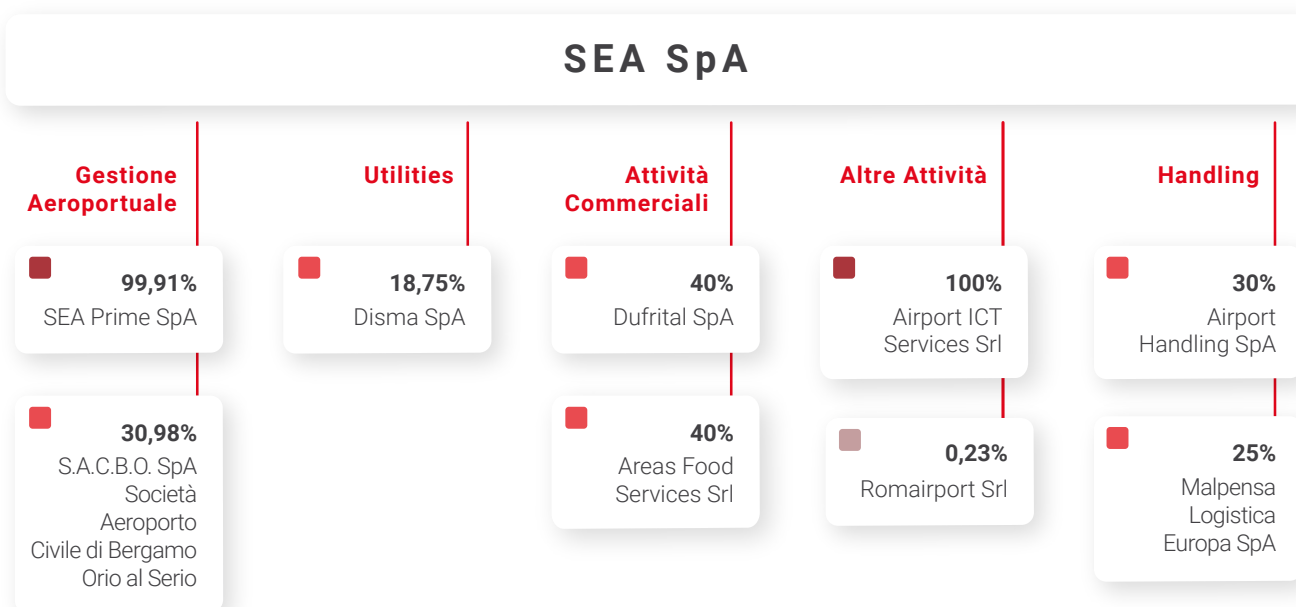 SEA SpA
Gestione
Aeroportuale
99,91%
SEA Prime SpA
30,98%
S.A.C.B.O. SpA
Società
Aeroporto
Civile di Bergamo
Orio al Serio
Utilities
18,75%
Disma SpA
Attività
Commerciali
40%
Dufrital SpA
40%
Areas Food
Services Srl
Altre Attività
100%
Airport ICT
Services Srl
0,23%
Romairport Srl
Handling
30%
Airport
Handling SpA
25%
Malpensa
Logistica
Europa SpA